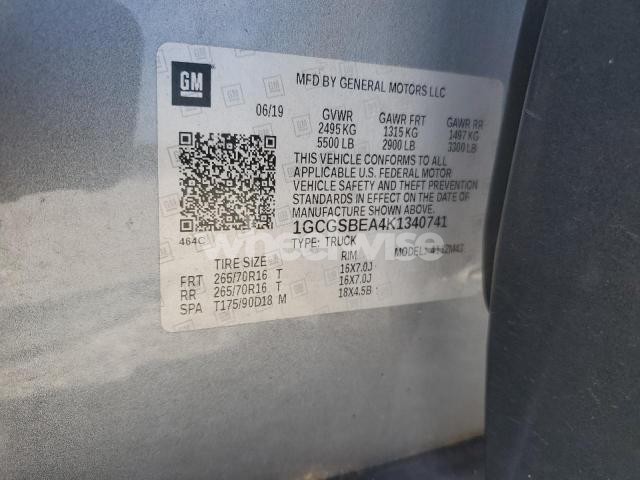 GM
MFD BY GENERAL MOTORS LLC
06/19 GVWR GAWR FRT GAWR RR
2495 KG 1315 KG 1497 KG
5500 LB 2900 LB 3300 LB
THIS VEHICLE CONFORMS TO ALL
APPLICABLE U.S. FEDERAL MOTOR
VEHICLE SAFETY AND THEFT PREVENTION
STANDARDS IN EFFECT ON THE DATE OF
MANUFACTURE SHOWN ABOVE.
464C 1GCGSBEA4K1340741
TYPE: TRUCK MODEL:
TIRE SIZE RIM
FRT 265/70R16 T 16X7.0J
RR 265/70R16 T 16X7.0J
SPA T175/90D18 M 18X4.5B